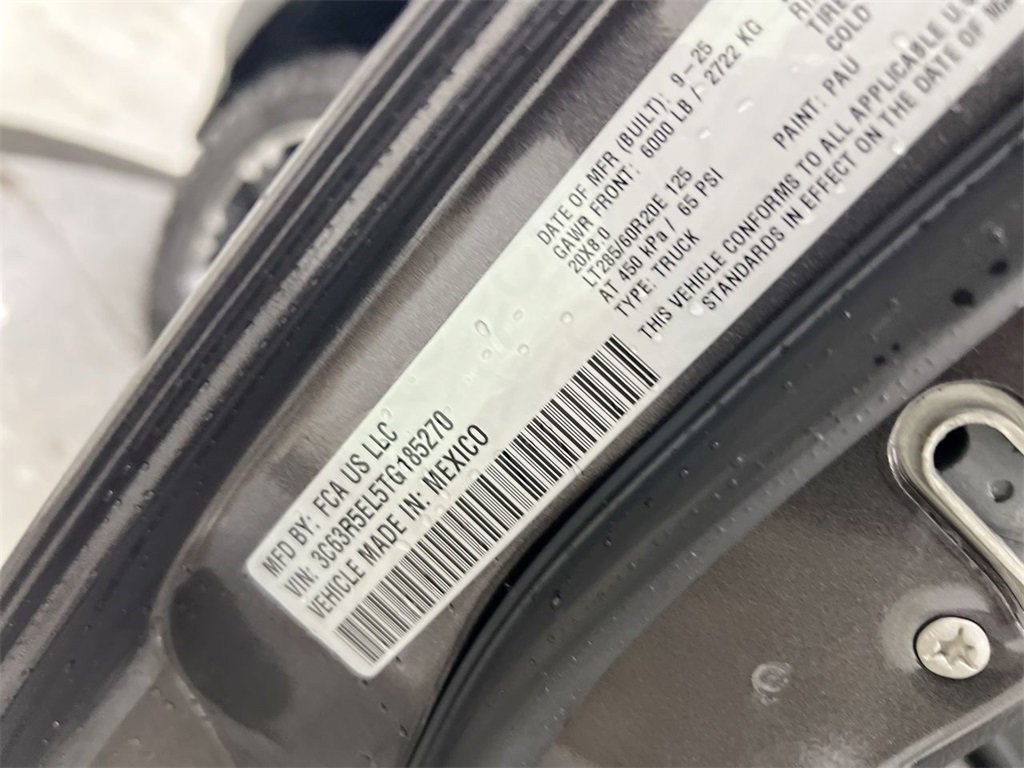 MFD BY: FCA US LLC
VIN: 3C63R5EL5TG185270
VEHICLE MADE IN: MEXICO
DATE OF MFR (BUILT): 9-25
GAWR FRONT: 6000 LB / 2722 KG
20X8.0
LT285/60R20E 125
AT 450 kPa / 65 PSI
TYPE: TRUCK
TIRE
COLD
PAINT: PAU
THIS VEHICLE CONFORMS TO ALL APPLICABLE U.S
STANDARDS IN EFFECT ON THE DATE OF